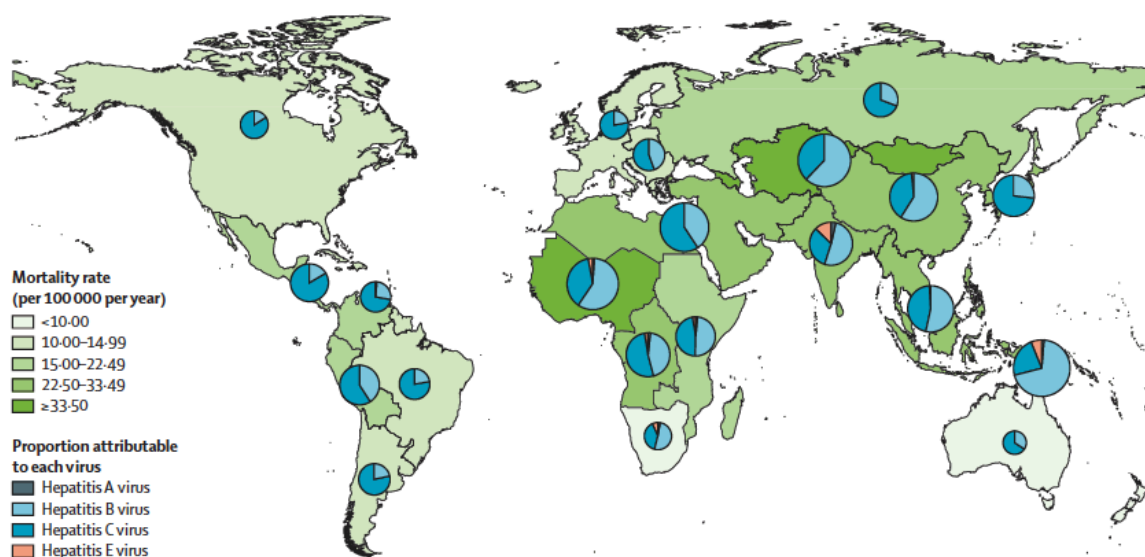 Mortality rate
(per 100 000 per year)
<10·00
10·00–14·99
15·00–22·49
22·50–33·49
≥33·50
Proportion attributable
to each virus
Hepatitis A virus
Hepatitis B virus
Hepatitis C virus
Hepatitis E virus